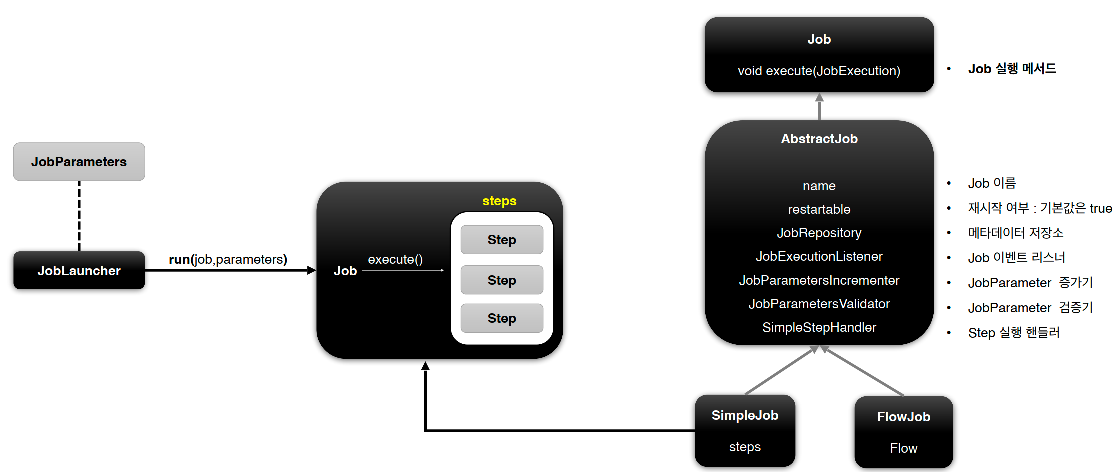 JobParameters
JobLauncher
run(job,parameters)
steps
Job
execute()
Step
Step
Step
Job
void execute(JobExecution)
• Job 실행 메서드
AbstractJob
name
restartable
JobRepository
JobExecutionListener
JobParametersIncrementer
JobParametersValidator
SimpleStepHandler
• Job 이름
• 재시작 여부 : 기본값은 true
• 메타데이터 저장소
• Job 이벤트 리스너
• JobParameter 증가기
• JobParameter 검증기
• Step 실행 핸들러
SimpleJob
steps
FlowJob
Flow